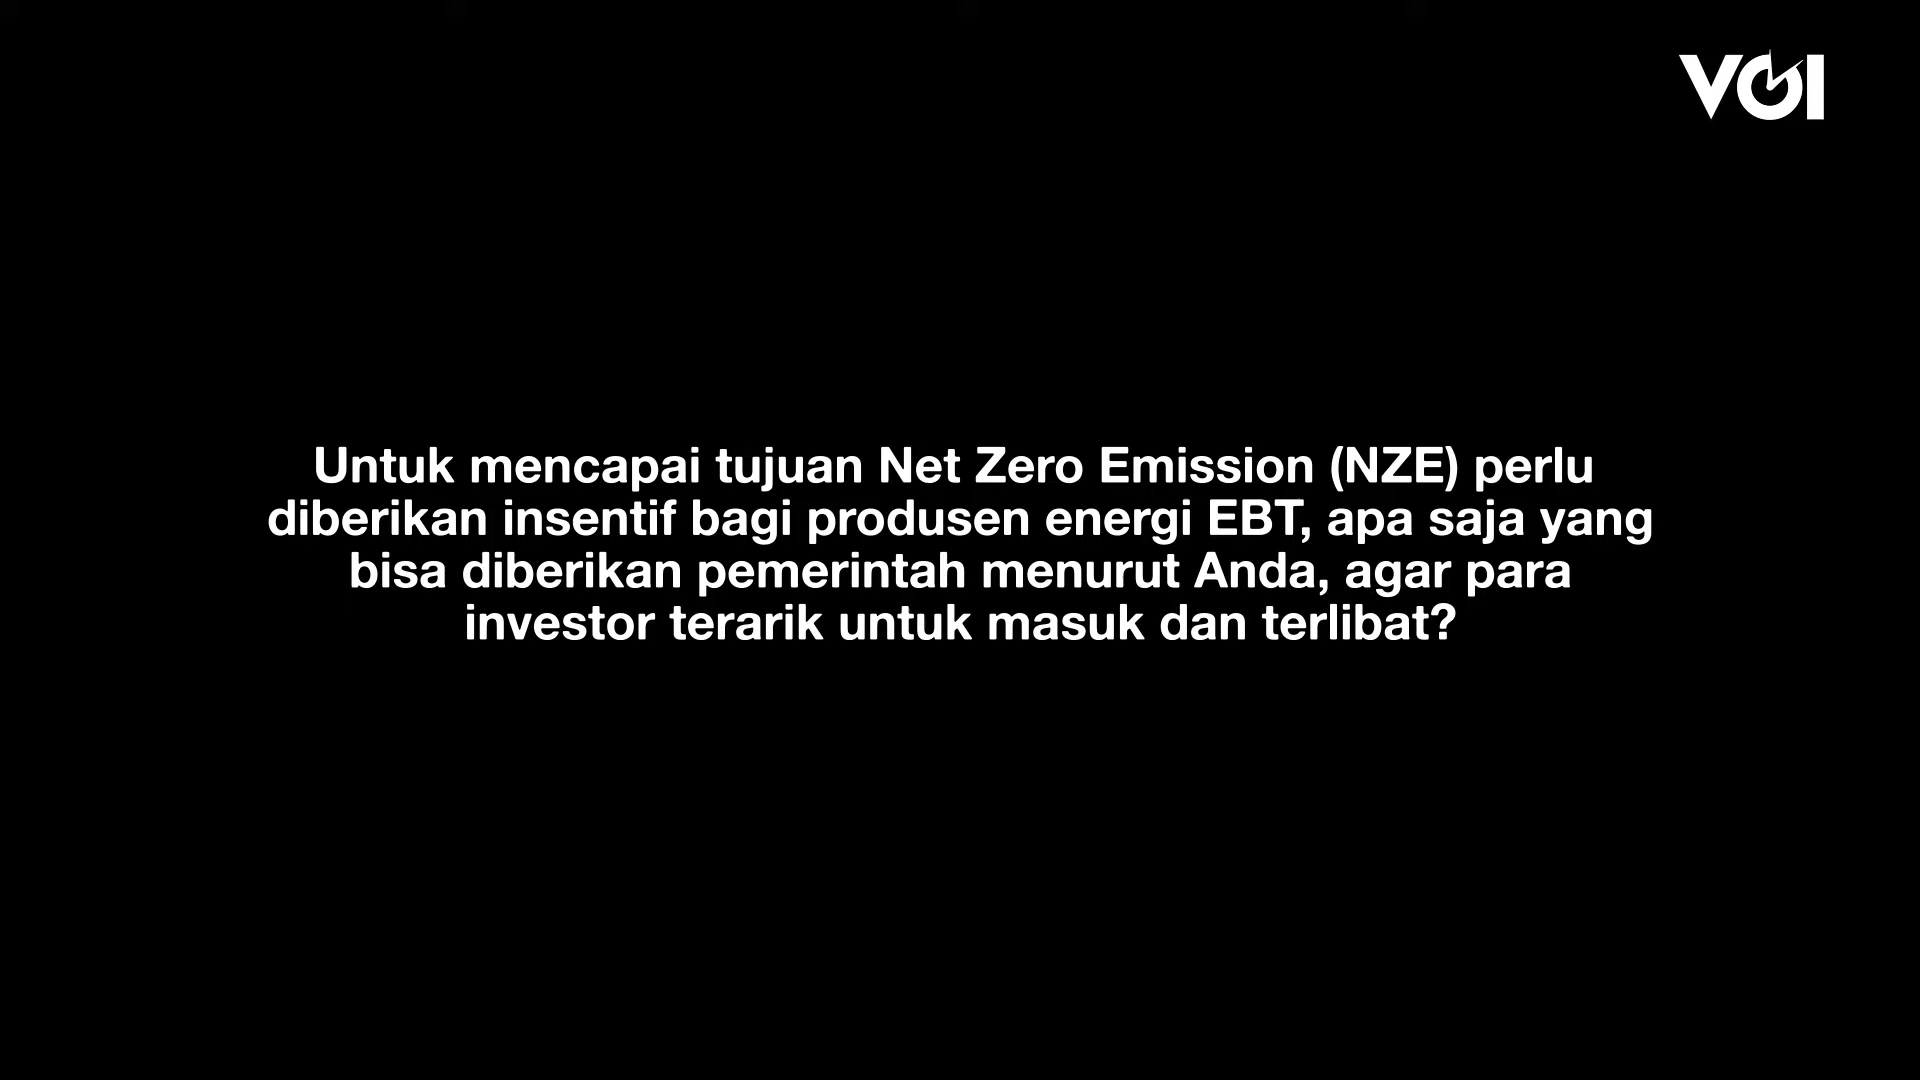 VOI
Untuk mencapai tujuan Net Zero Emission (NZE) perlu
diberikan insentif bagi produsen energi EBT, apa saja yang
bisa diberikan pemerintah menurut Anda, agar para
investor terarik untuk masuk dan terlibat?